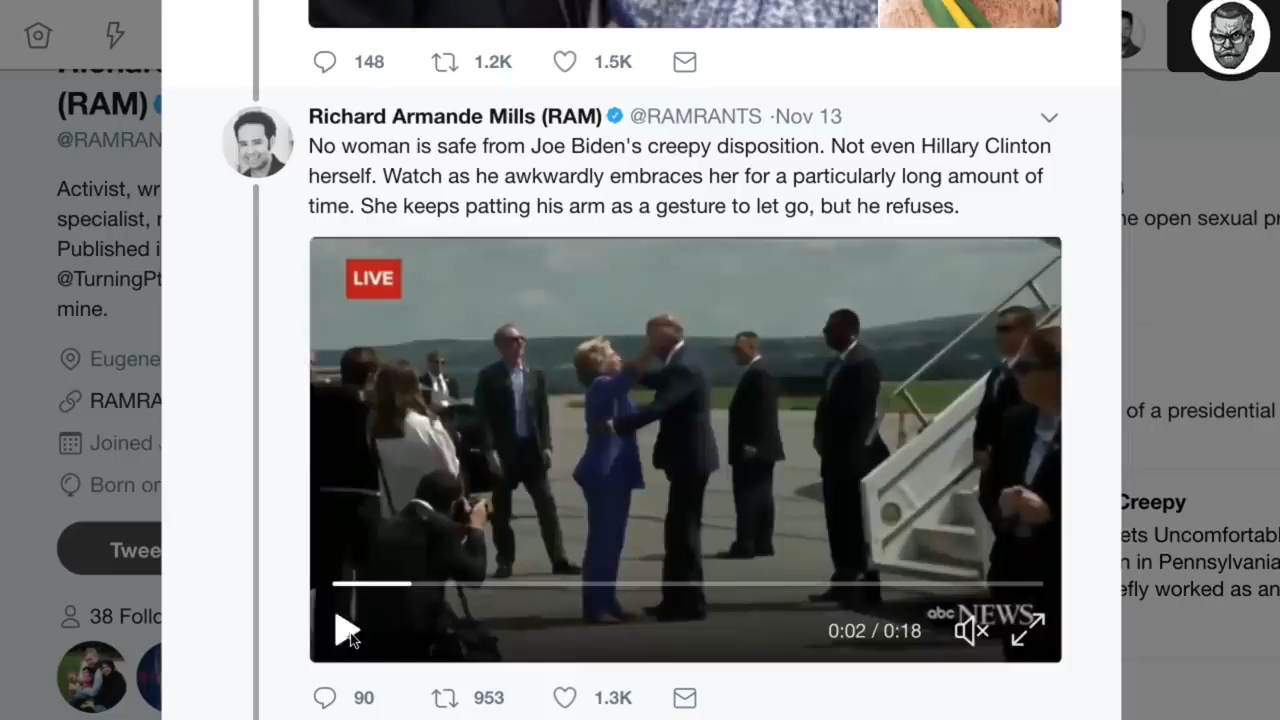 148 1.2K 1.5K
(RAM)
@RAMRAN
Activist, wr
specialist, r
Published i
@TurningPt
mine.
Eugene
RAMRA
Joined
Born or
Twee
38 Follo
Richard Armande Mills (RAM) @RAMRANTS · Nov 13
No woman is safe from Joe Biden's creepy disposition. Not even Hillary Clinton
herself. Watch as he awkwardly embraces her for a particularly long amount of
time. She keeps patting his arm as a gesture to let go, but he refuses.
LIVE
abc NEWS
0:02 / 0:18
90 953 1.3K
ne open sexual pr
of a presidential
Creepy
ets Uncomfortabl
n in Pennsylvania
efly worked as an